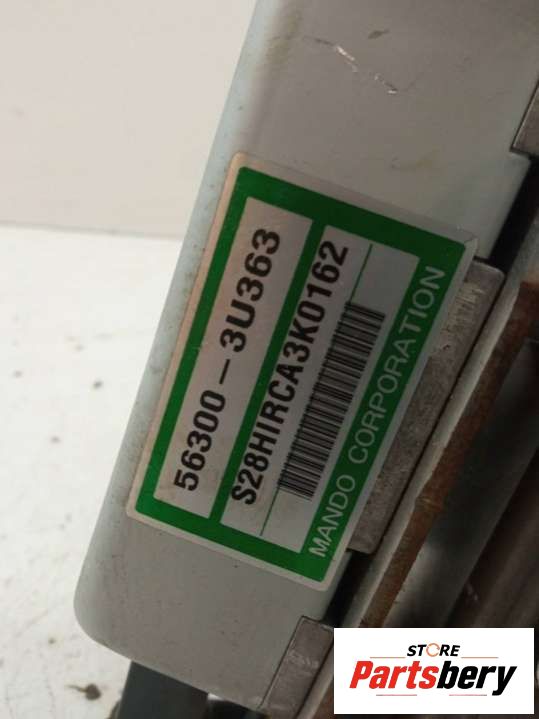 56300-3U363
S28HIRCA3K0162
MANDO CORPORATION
STORE
Partsbery